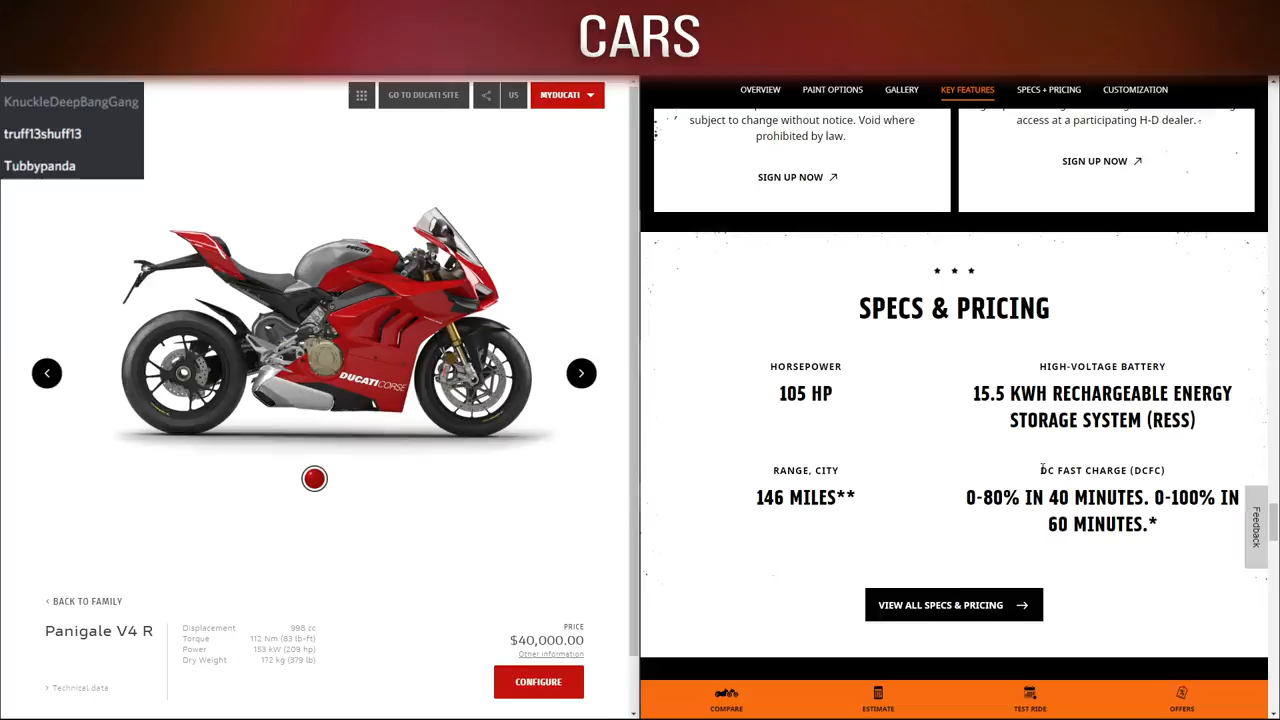 CARS
KnuckleDeepBangGang
truff13shuff13
Tubbypanda
GO TO DUCATI SITE
US
MYDUCATI
DUCATI
DUCATI CORSE
< BACK TO FAMILY
Panigale V4 R
> Technical data
Displacement 998 cc
Torque 112 Nm (83 lb-ft)
Power 153 kW (209 hp)
Dry Weight 172 kg (379 lb)
PRICE
$40,000.00
Other information
CONFIGURE
OVERVIEW PAINT OPTIONS GALLERY KEY FEATURES SPECS + PRICING CUSTOMIZATION
subject to change without notice. Void where
prohibited by law.
SIGN UP NOW
access at a participating H-D dealer.
SIGN UP NOW
SPECS & PRICING
HORSEPOWER
105 HP
HIGH-VOLTAGE BATTERY
15.5 KWH RECHARGEABLE ENERGY
STORAGE SYSTEM (RESS)
RANGE, CITY
146 MILES**
DC FAST CHARGE (DCFC)
0-80% IN 40 MINUTES. 0-100% IN
60 MINUTES.*
Feedback
VIEW ALL SPECS & PRICING
COMPARE ESTIMATE TEST RIDE OFFERS